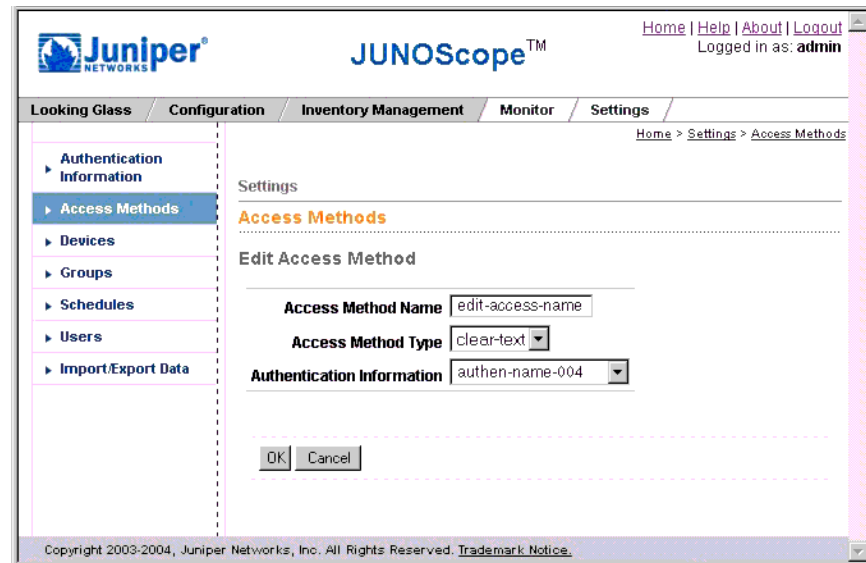 Home | Help | About | Logout
Juniper®
NETWORKS
JUNOScope™
Logged in as: admin
Looking Glass / Configuration / Inventory Management / Monitor / Settings /
Home > Settings > Access Methods
Authentication
Information
Access Methods
Devices
Groups
Schedules
Users
Import/Export Data
Settings
Access Methods
Edit Access Method
Access Method Name edit-access-name
Access Method Type clear-text
Authentication Information authen-name-004
OK Cancel
Copyright 2003-2004, Juniper Networks, Inc. All Rights Reserved. Trademark Notice.